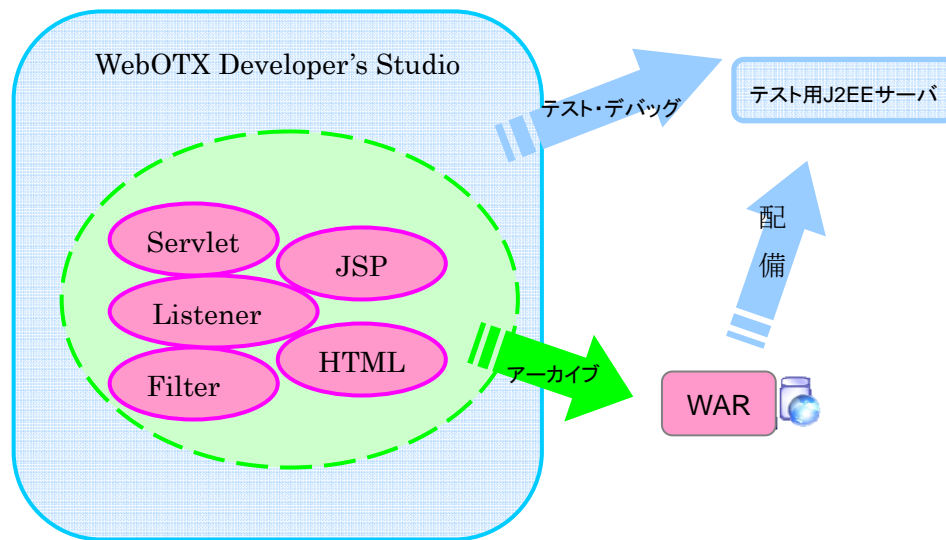 WebOTX Developer’s Studio
テスト・デバッグ
テスト用J2EEサーバ
配
備
Servlet
JSP
Listener
HTML
Filter
アーカイブ
WAR